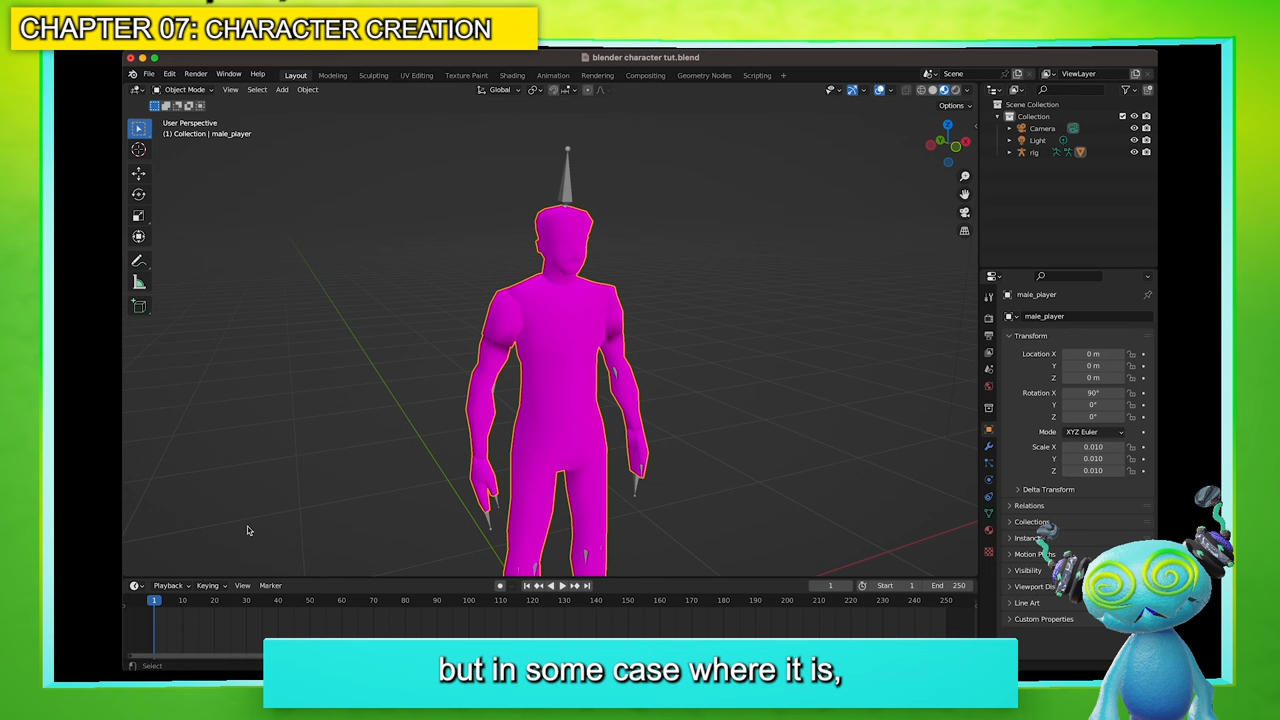 CHAPTER 07: CHARACTER CREATION
blender character tut.blend
File Edit Render Window Help Layout Modeling Sculpting UV Editing Texture Paint Shading Animation Rendering Compositing Geometry Nodes Scripting + Scene ViewLayer
Object Mode View Select Add Object Global
Options
User Perspective
(1) Collection | male_player
Z
Y
X
Scene Collection
Collection
Camera
Light
rig
male_player
male_player
Transform
Location X 0 m
Y 0 m
Z 0 m
Rotation X 90°
Y 0°
Z 0°
Mode XYZ Euler
Scale X 0.010
Y 0.010
Z 0.010
Delta Transform
Relations
Collections
Motion
Visibility
Viewport
Line Art
Custom Properties
Playback Keying View Marker 1 Start 1 End 250
1 10 20 30 40 50 60 70 80 90 100 110 120 130 140 150 160 170 180 190 200 210 220 230 240 250
Select
but in some case where it is,